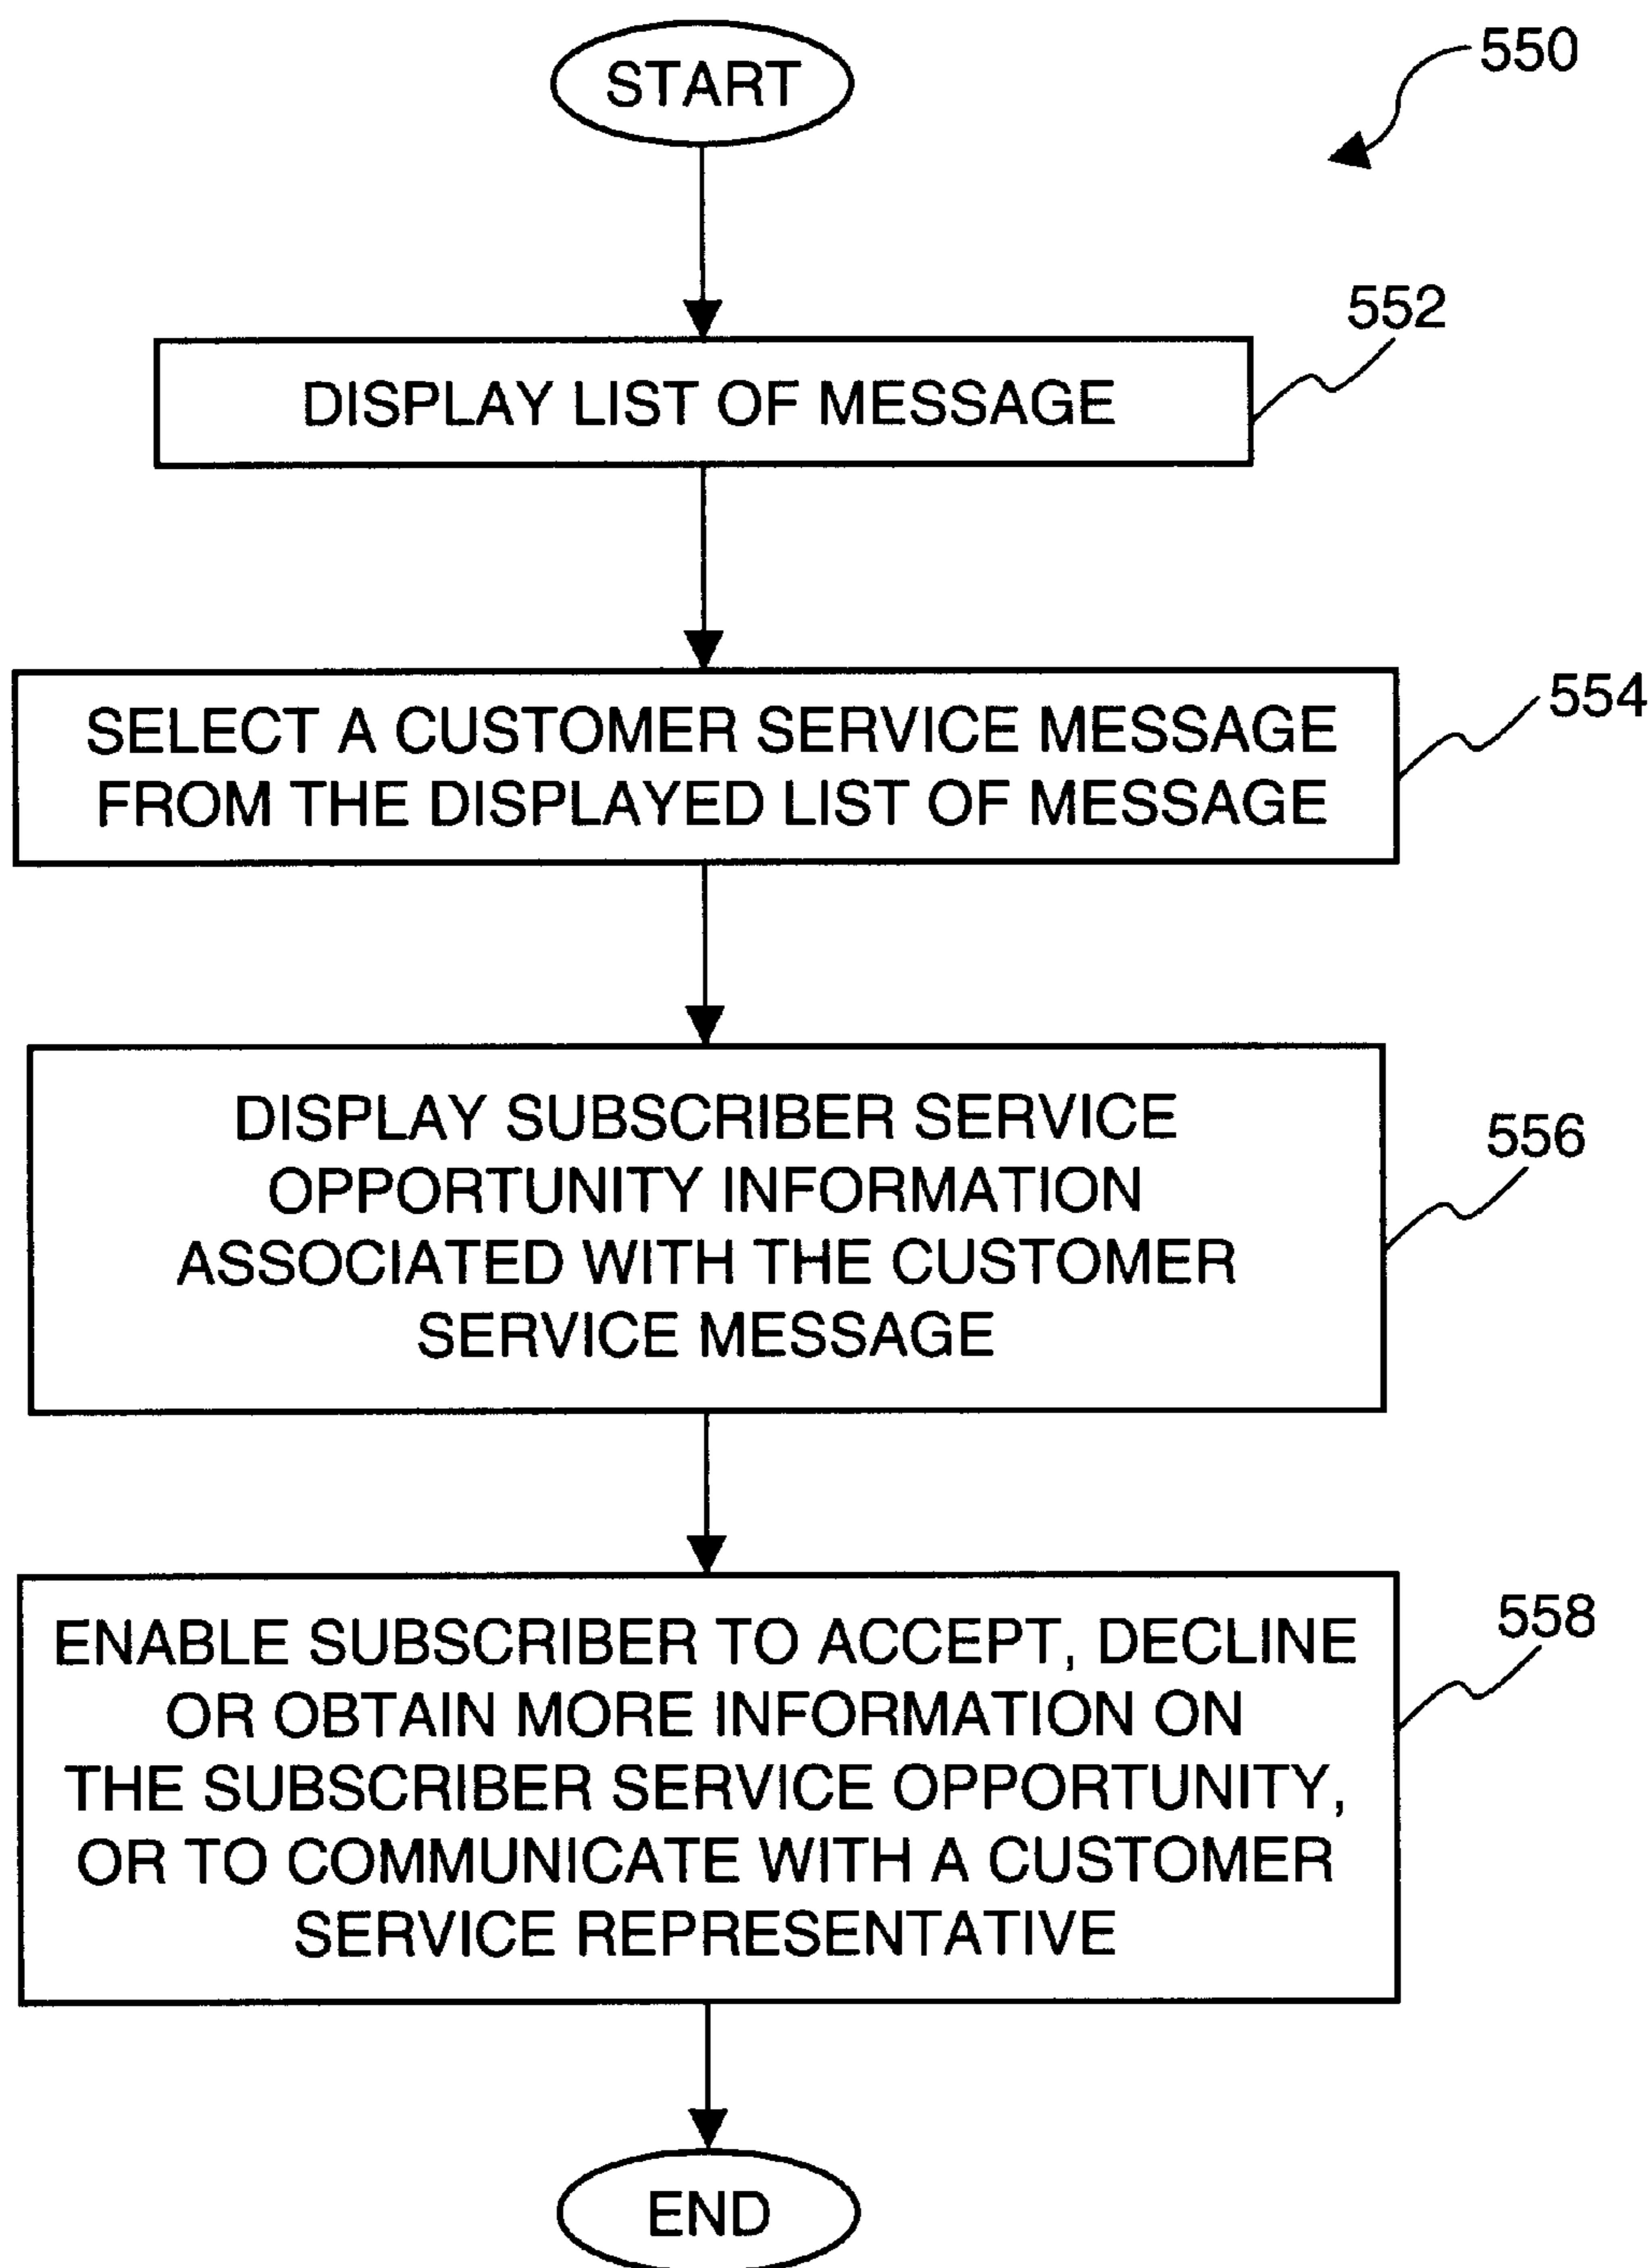 START
550
552
DISPLAY LIST OF MESSAGE
554
SELECT A CUSTOMER SERVICE MESSAGE
FROM THE DISPLAYED LIST OF MESSAGE
556
DISPLAY SUBSCRIBER SERVICE
OPPORTUNITY INFORMATION
ASSOCIATED WITH THE CUSTOMER
SERVICE MESSAGE
558
ENABLE SUBSCRIBER TO ACCEPT, DECLINE
OR OBTAIN MORE INFORMATION ON
THE SUBSCRIBER SERVICE OPPORTUNITY,
OR TO COMMUNICATE WITH A CUSTOMER
SERVICE REPRESENTATIVE
END